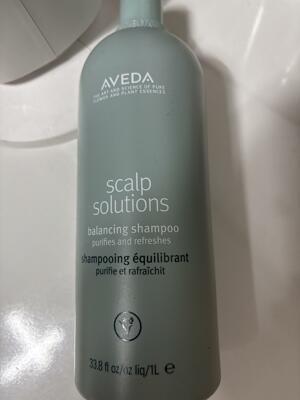 AVEDA
THE ART AND SCIENCE OF PURE
FLOWER AND PLANT ESSENCES
scalp
solutions
balancing shampoo
purifies and refreshes
shampooing équilibrant
purifie et rafraîchit
33.8 fl oz/oz liq/1L e